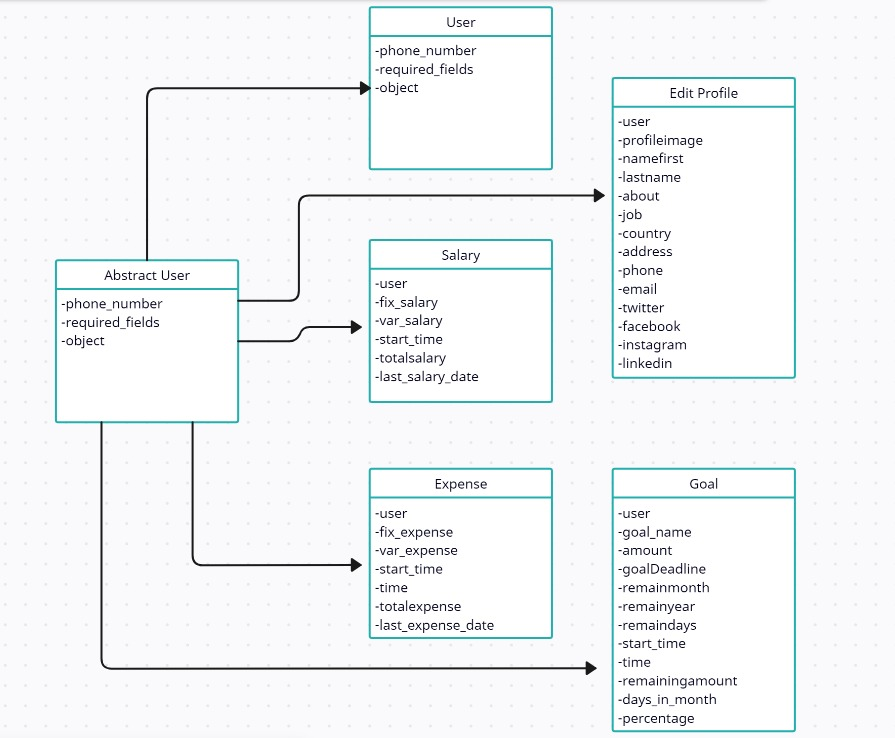 User
-phone_number
-required_fields
-object
Edit Profile
-user
-profileimage
-namefirst
-lastname
-about
-job
-country
-address
-phone
-email
-twitter
-facebook
-instagram
-linkedin
Abstract User
-phone_number
-required_fields
-object
Salary
-user
-fix_salary
-var_salary
-start_time
-totalsalary
-last_salary_date
Expense
-user
-fix_expense
-var_expense
-start_time
-time
-totalexpense
-last_expense_date
Goal
-user
-goal_name
-amount
-goalDeadline
-remainmonth
-remainyear
-remaindays
-start_time
-time
-remainingamount
-days_in_month
-percentage